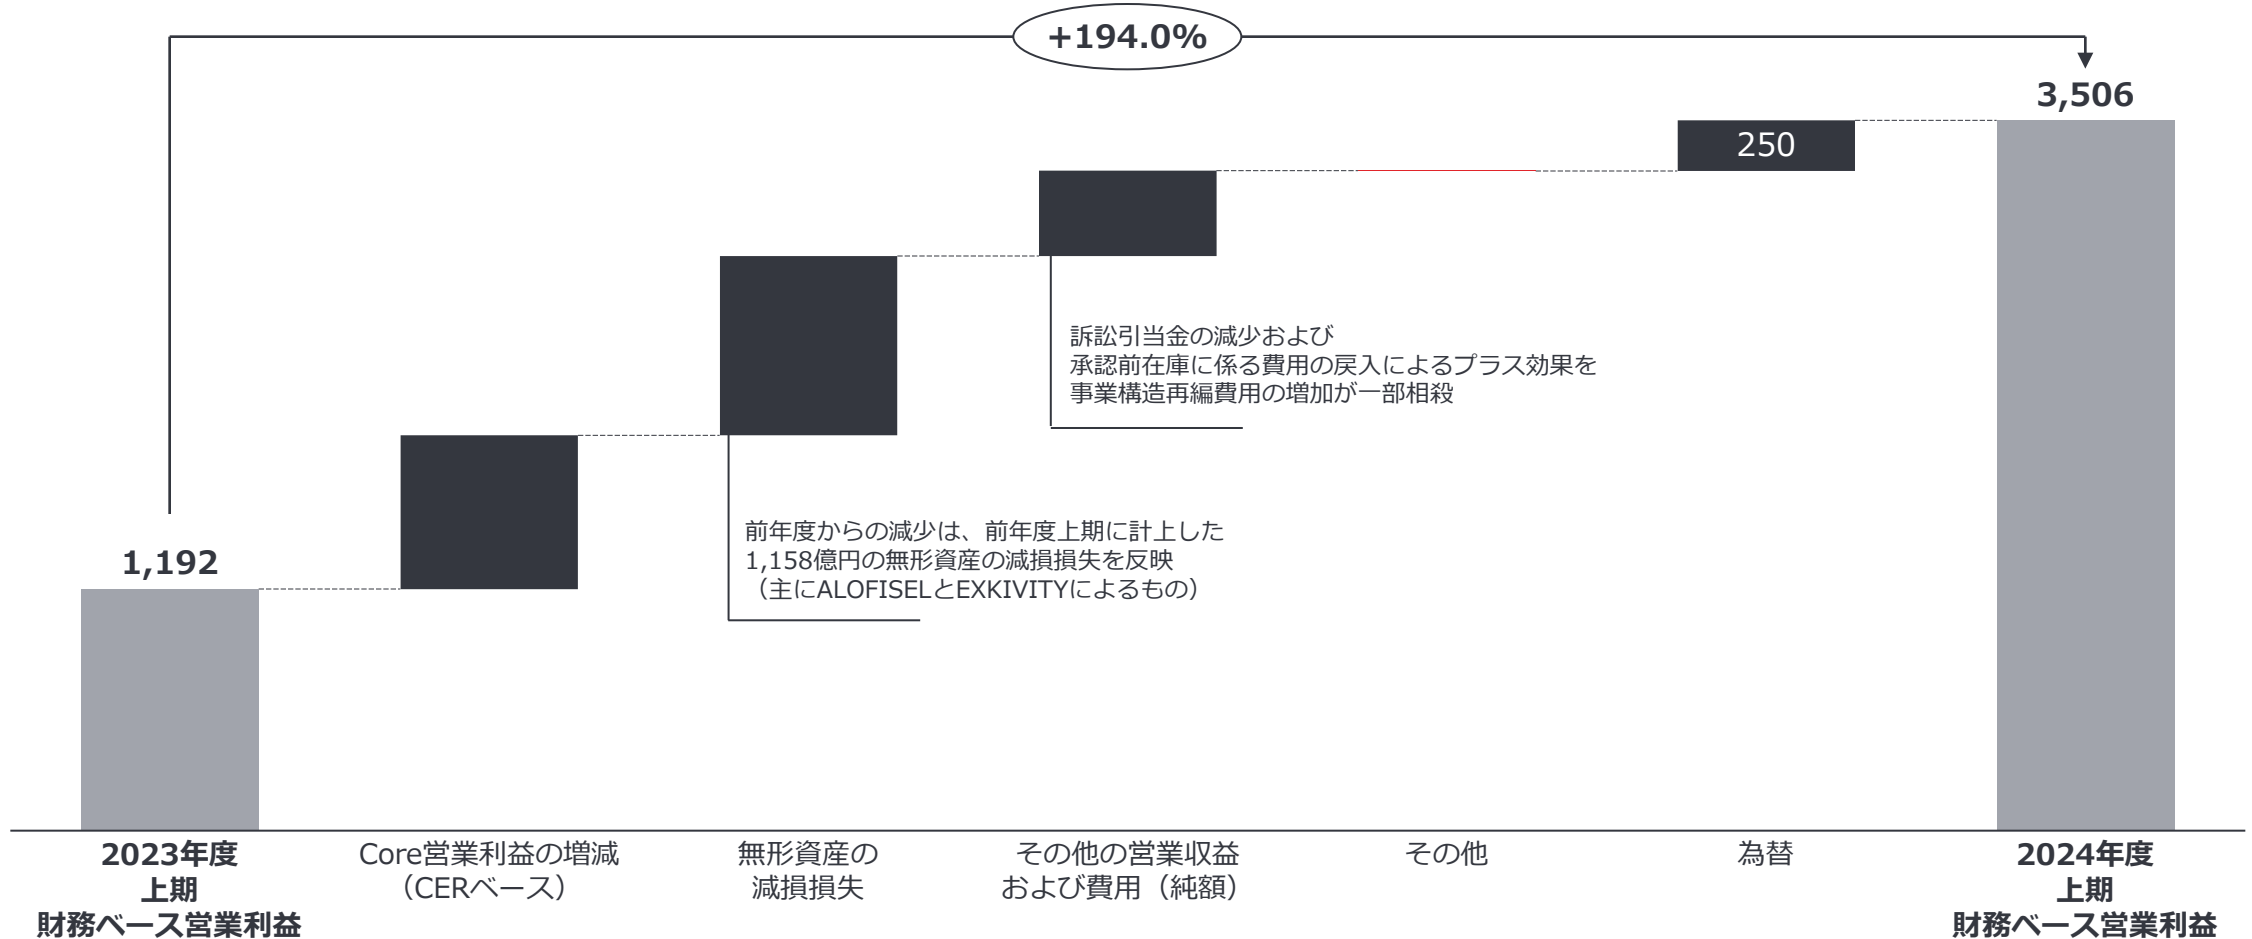 +194.0%
3,506
250
訴訟引当金の減少および
承認前在庫に係る費用の戻入によるプラス効果を
事業構造再編費用の増加が一部相殺
前年度からの減少は、前年度上期に計上した
1,158億円の無形資産の減損損失を反映
（主にALOFISELとEXKIVITYによるもの）
1,192
2023年度
上期
財務ベース営業利益
Core営業利益の増減
（CERベース）
無形資産の
減損損失
その他の営業収益
および費用（純額）
その他
為替
2024年度
上期
財務ベース営業利益